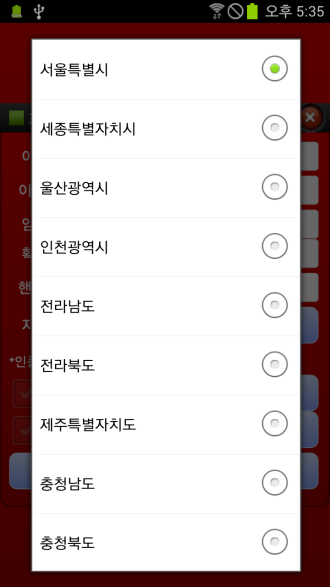 오후 5:35
서울특별시
세종특별자치시
울산광역시
인천광역시
전라남도
전라북도
제주특별자치도
충청남도
충청북도
*인증